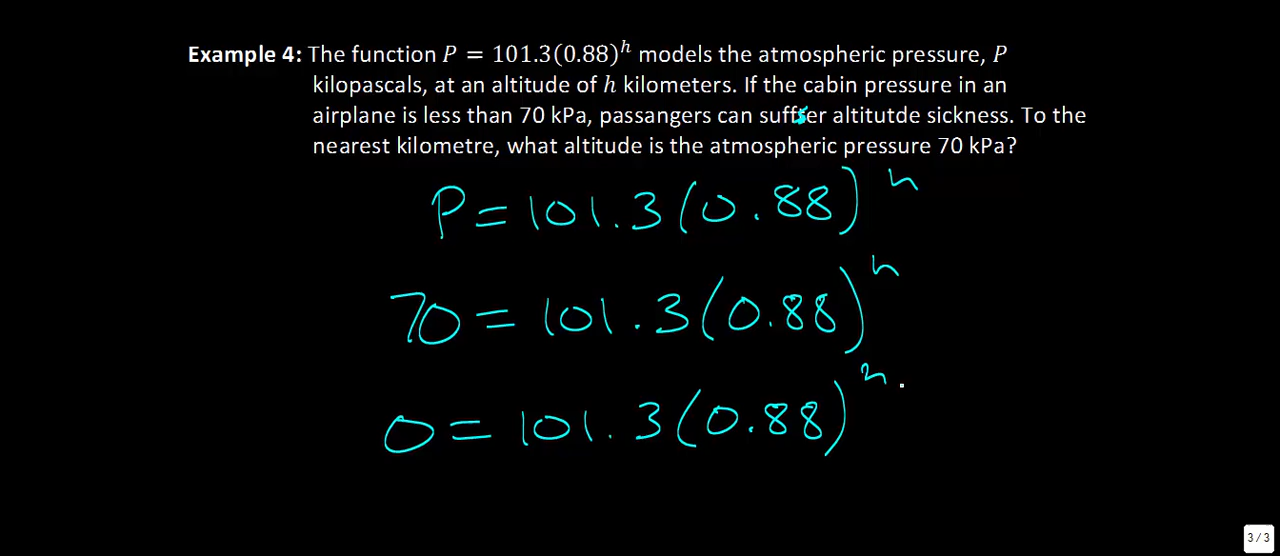 Example 4: The function P = 101.3(0.88)^h models the atmospheric pressure, P
kilopascals, at an altitude of h kilometers. If the cabin pressure in an
airplane is less than 70 kPa, passangers can suffser altitutde sickness. To the
nearest kilometre, what altitude is the atmospheric pressure 70 kPa?
P = 101.3(0.88)^h
70 = 101.3(0.88)^h
0 = 101.3(0.88)^h
3 / 3